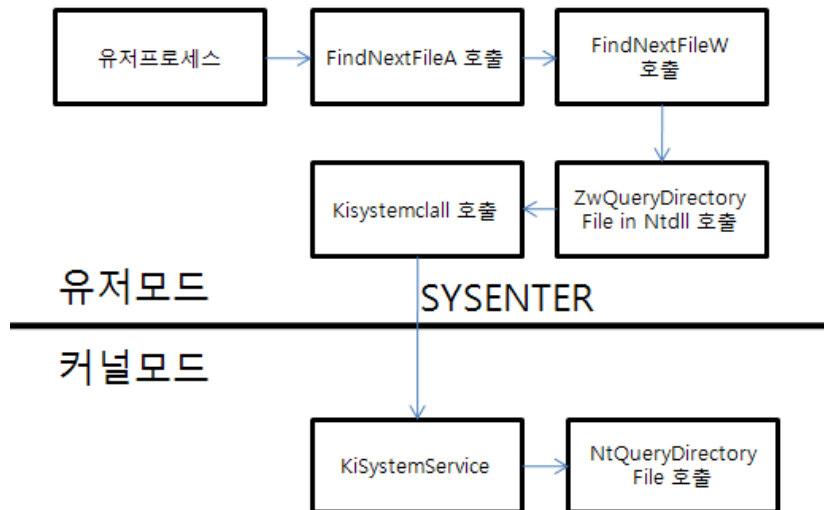 유저프로세스
FindNextFileA 호출
FindNextFileW
호출
Kisystemclall 호출
ZwQueryDirectory
File in Ntdll 호출
유저모드
SYSENTER
커널모드
KiSystemService
NtQueryDirectory
File 호출